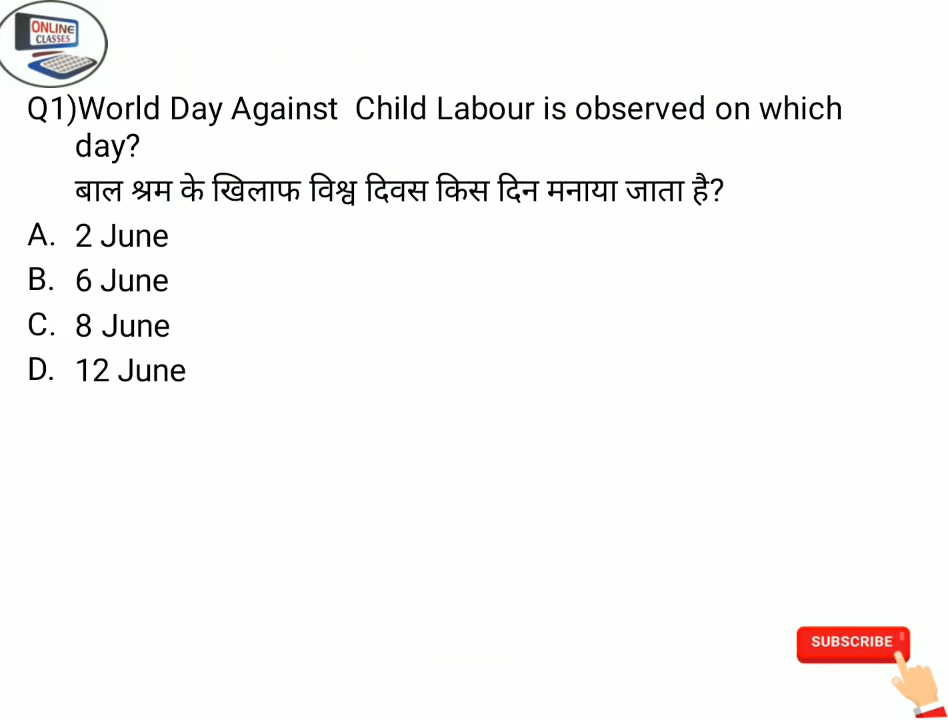 ONLINE
CLASSES
Q1)World Day Against Child Labour is observed on which
day?
बाल श्रम के खिलाफ विश्व दिवस किस दिन मनाया जाता है?
A. 2 June
B. 6 June
C. 8 June
D. 12 June
SUBSCRIBE